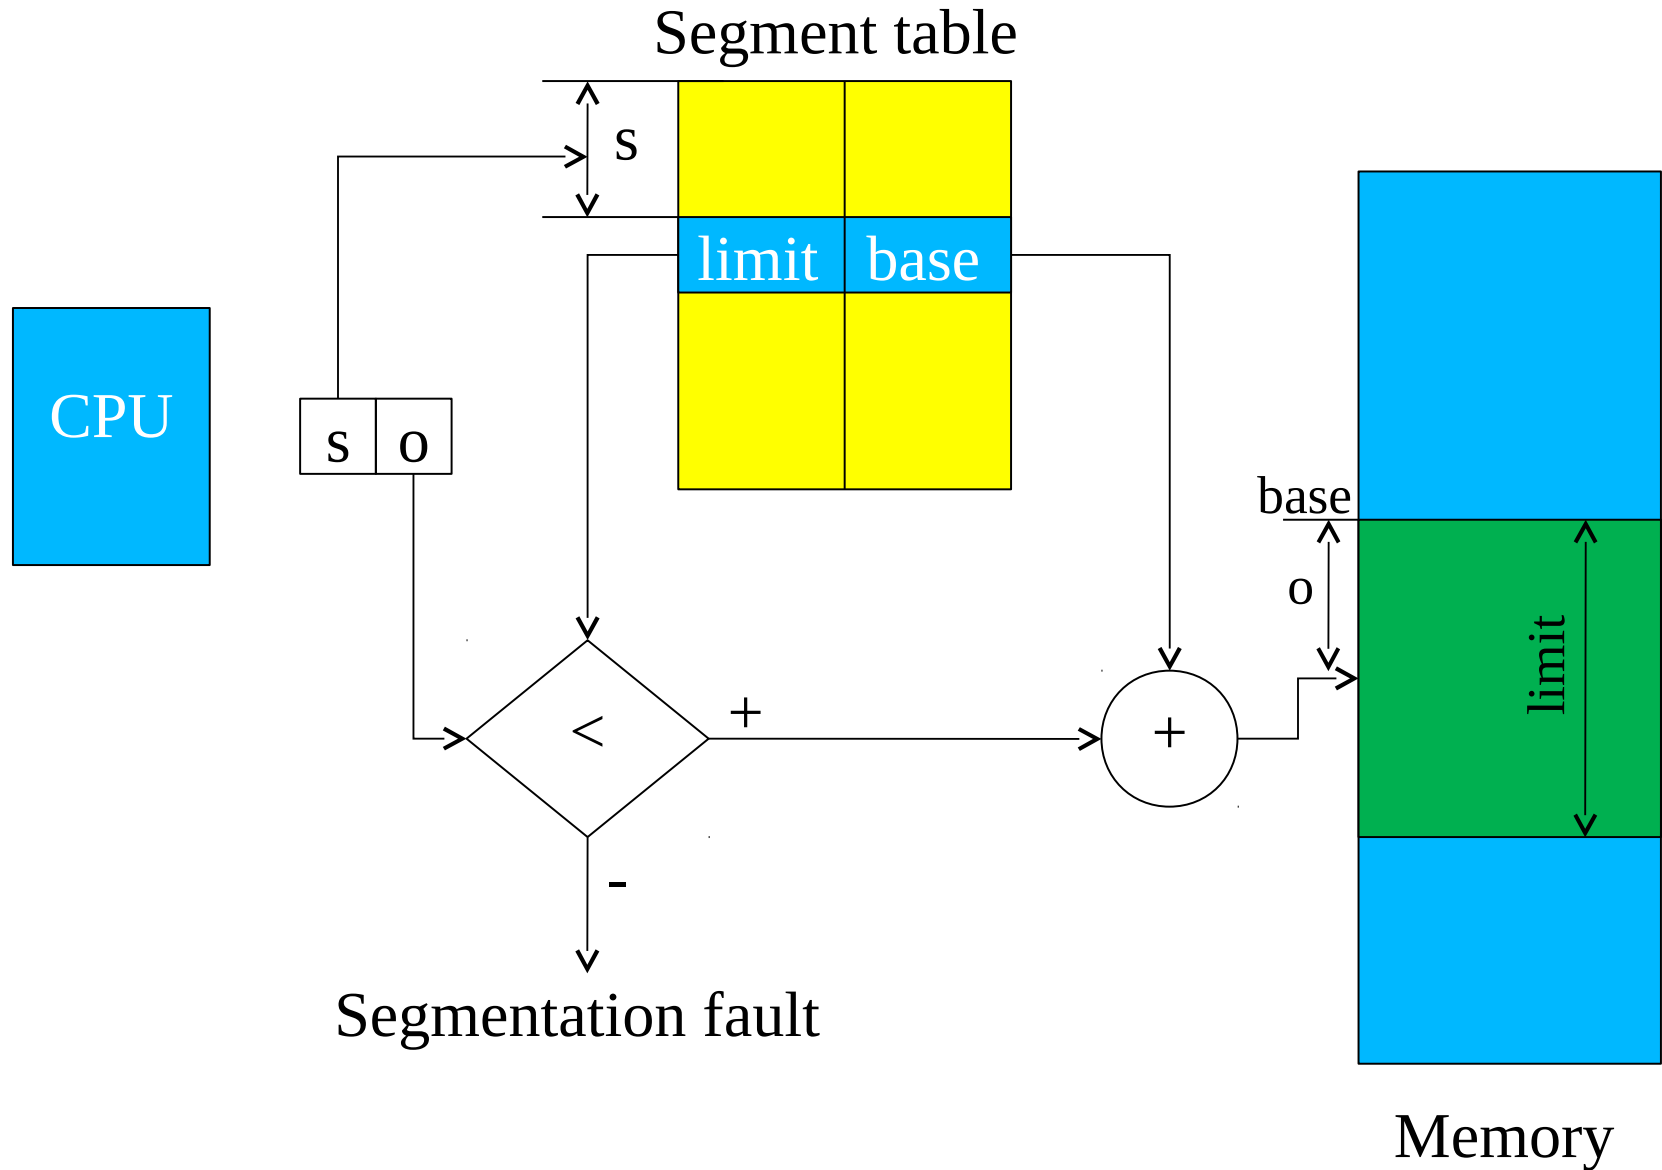 Segment table
s
limit base
CPU
s o
base
o
limit
<
+
+
-
Segmentation fault
Memory